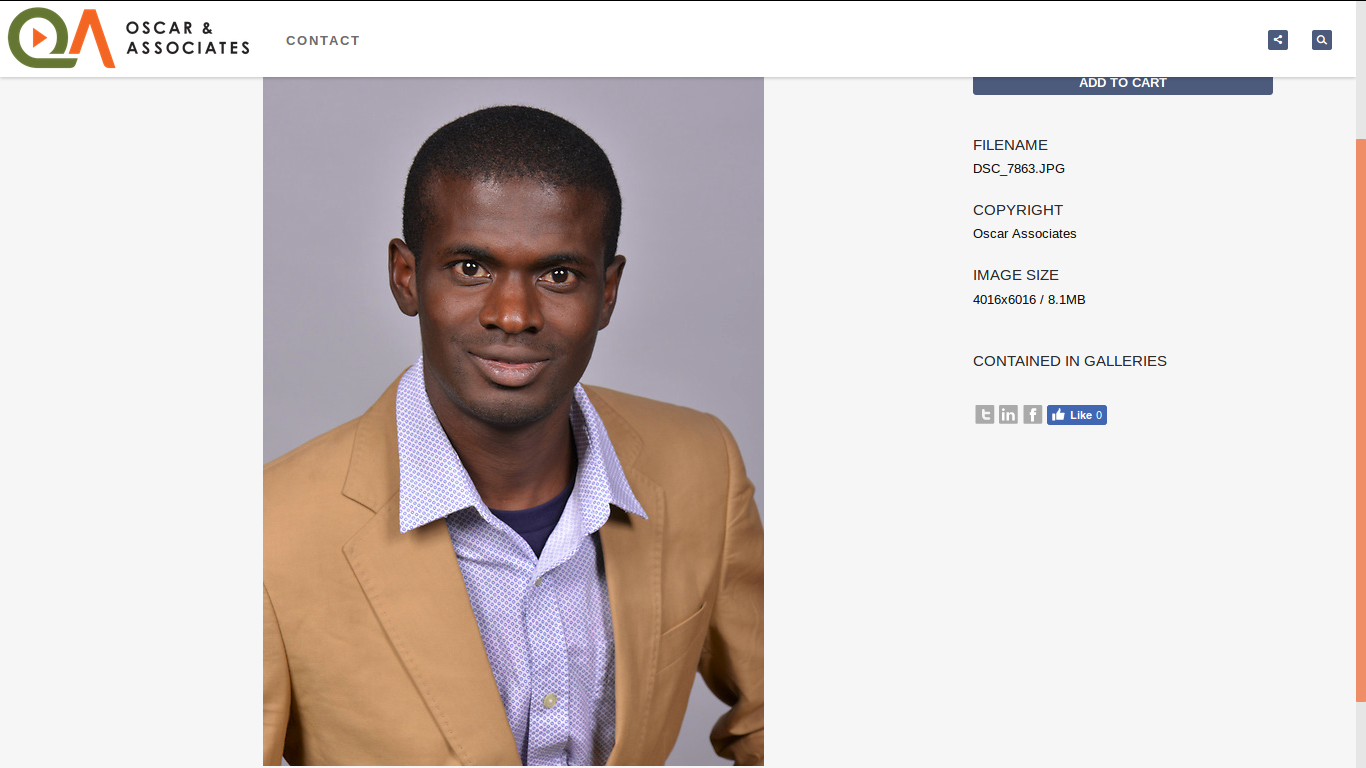 OSCAR &
ASSOCIATES
CONTACT
ADD TO CART
FILENAME
DSC_7863.JPG
COPYRIGHT
Oscar Associates
IMAGE SIZE
4016x6016 / 8.1MB
CONTAINED IN GALLERIES
Like 0